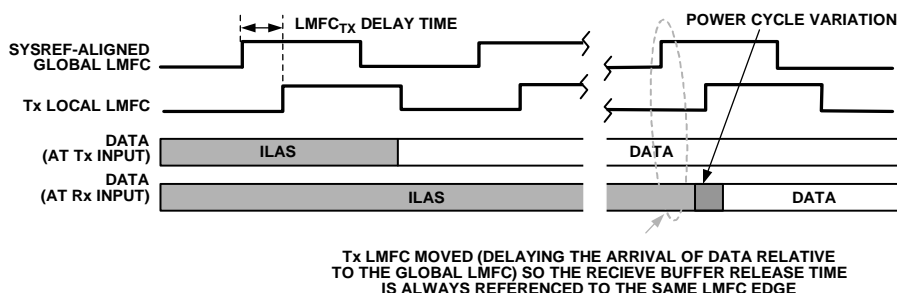 LMFCTX DELAY TIME
POWER CYCLE VARIATION
SYSREF-ALIGNED
GLOBAL LMFC
Tx LOCAL LMFC
DATA
(AT Tx INPUT)
ILAS
DATA
DATA
(AT Rx INPUT)
ILAS
DATA
Tx LMFC MOVED (DELAYING THE ARRIVAL OF DATA RELATIVE
TO THE GLOBAL LMFC) SO THE RECIEVE BUFFER RELEASE TIME
IS ALWAYS REFERENCED TO THE SAME LMFC EDGE